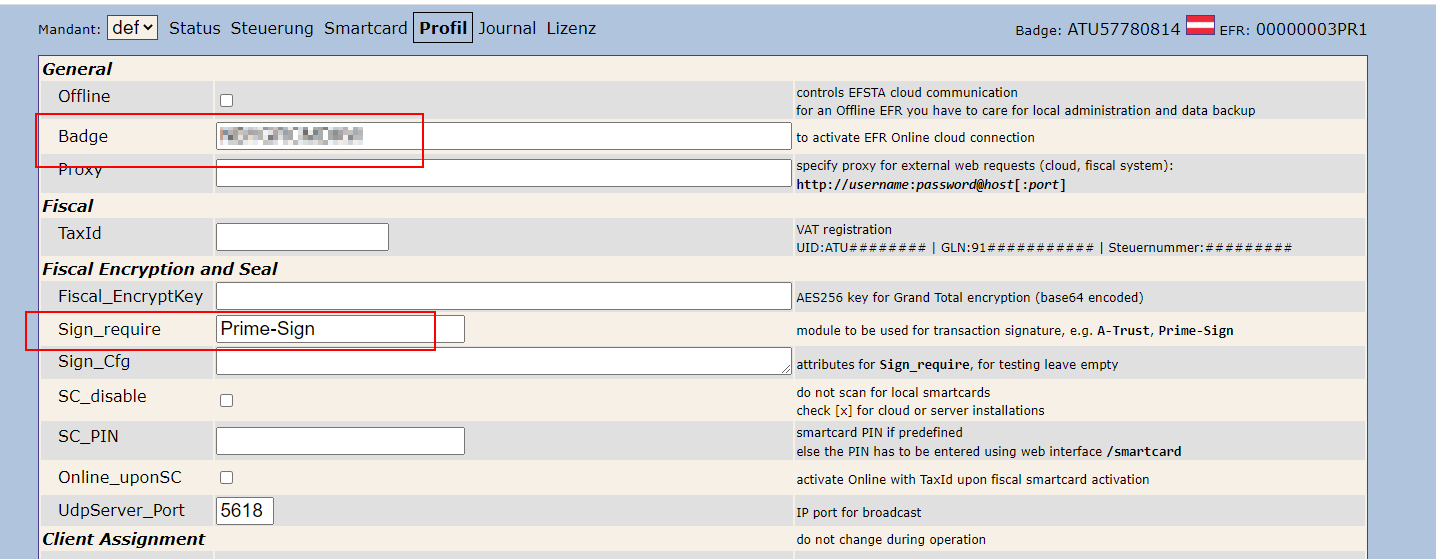 Mandant: def Status Steuerung Smartcard Profil Journal Lizenz Badge: ATU57780814 EFR: 00000003PR1
General
Offline controls EFSTA cloud communication
for an Offline EFR you have to care for local administration and data backup
Badge to activate EFR Online cloud connection
Proxy specify proxy for external web requests (cloud, fiscal system):
http://username:password@host[:port]
Fiscal
TaxId VAT registration
UID:ATU######## | GLN:91########### | Steuernummer:#########
Fiscal Encryption and Seal
Fiscal_EncryptKey AES256 key for Grand Total encryption (base64 encoded)
Sign_require Prime-Sign module to be used for transaction signature, e.g. A-Trust, Prime-Sign
Sign_Cfg attributes for Sign_require, for testing leave empty
SC_disable do not scan for local smartcards
check [x] for cloud or server installations
SC_PIN smartcard PIN if predefined
else the PIN has to be entered using web interface /smartcard
Online_uponSC activate Online with TaxId upon fiscal smartcard activation
UdpServer_Port 5618 IP port for broadcast
Client Assignment do not change during operation